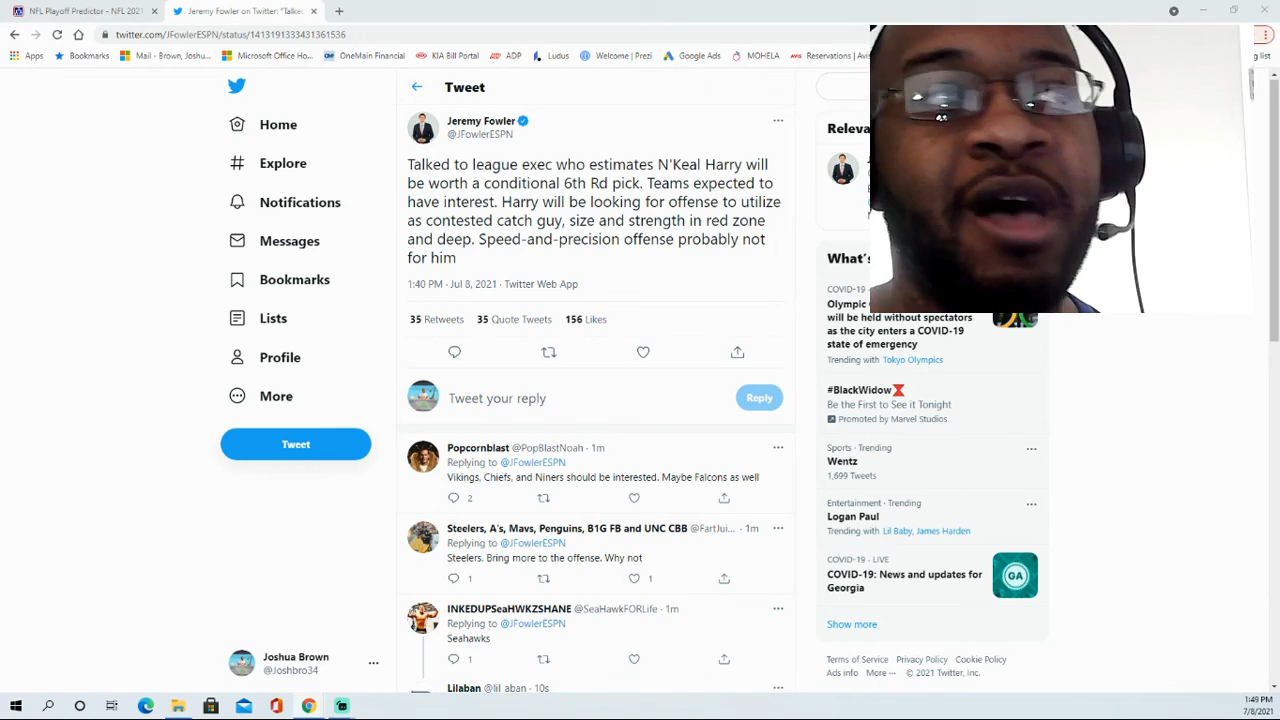 NFL Playoff Predictor - NFL 2021
Jeremy Fowler on Twitter: "Talke
twitter.com/JFowlerESPN/status/1413191333431361536
Apps
Bookmarks
Mail - Brown, Joshu...
Microsoft Office Ho...
OneMain Financial
KIA Bill Portal
ADP
Ludus
Welcome | Prezi
Google Ads
MOHELA
Reservations | Avis
ng list
Home
Explore
Notifications
Messages
Bookmarks
Lists
Profile
More
Tweet
Joshua Brown
@Joshbro34
Tweet
Jeremy Fowler
@JFowlerESPN
Talked to league exec who estimates N'Keal Harry will
be worth a conditional 6th Rd pick. Teams expected to
have interest. Harry will be looking for offense to utilize
as contested catch guy, size and strength in red zone
and deep. Speed-and-precision offense probably not
for him
1:40 PM · Jul 8, 2021 · Twitter Web App
35 Retweets 35 Quote Tweets 156 Likes
Tweet your reply
Reply
Popcornblast @PopBlastNoah · 1m
Replying to @JFowlerESPN
Vikings, Chiefs, and Niners should be interested. Maybe Falcons as well
2
Steelers, A's, Mavs, Penguins, B1G FB and UNC CBB @FartJui... · 1m
Replying to @JFowlerESPN
Steelers. Bring more to the offense. Why not
1 1
INKEDUPSeaHWKZSHANE @SeaHawkFORLife · 1m
Replying to @JFowlerESPN
Seahawks
1
Lilaban @lil_aban · 10s
Releva
What's
COVID-19
Olympic
will be held without spectators
as the city enters a COVID-19
state of emergency
Trending with Tokyo Olympics
#BlackWidow
Be the First to See it Tonight
Promoted by Marvel Studios
Sports · Trending
Wentz
1,699 Tweets
Entertainment · Trending
Logan Paul
Trending with Lil Baby, James Harden
COVID-19 · LIVE
COVID-19: News and updates for
Georgia
GA
Show more
Terms of Service Privacy Policy Cookie Policy
Ads info More ··· © 2021 Twitter, Inc.
1:49 PM
7/8/2021